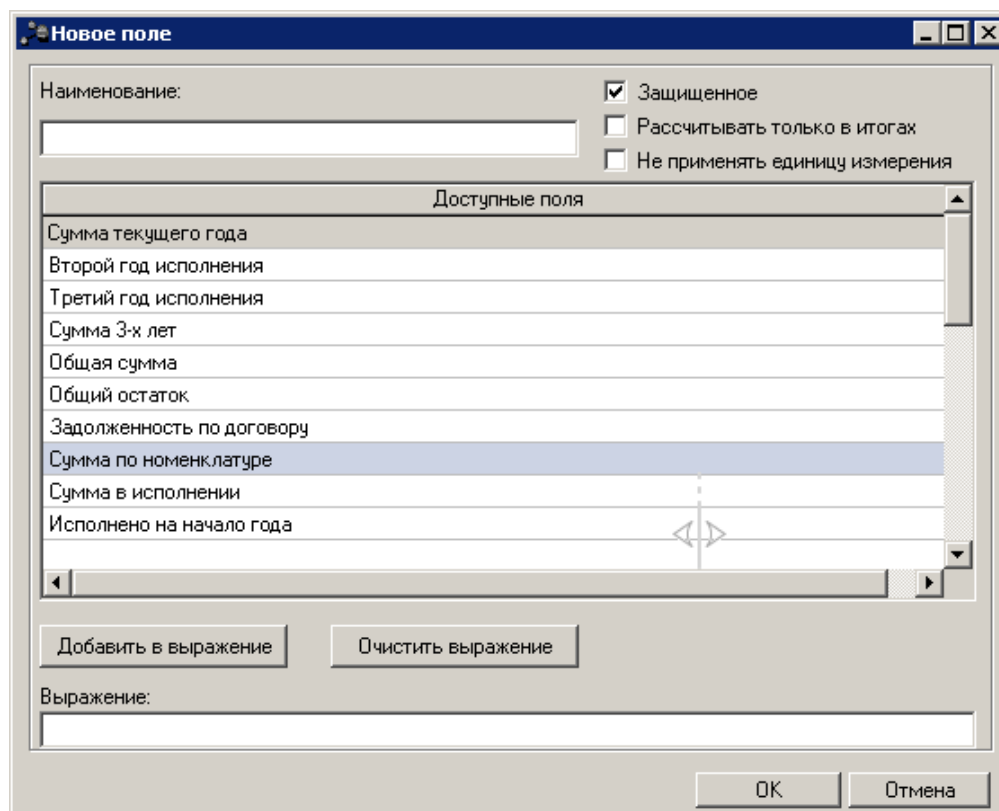 Новое поле
Наименование:
Защищенное
Рассчитывать только в итогах
Не применять единицу измерения
Доступные поля
Сумма текущего года
Второй год исполнения
Третий год исполнения
Сумма 3-х лет
Общая сумма
Общий остаток
Задолженность по договору
Сумма по номенклатуре
Сумма в исполнении
Исполнено на начало года
Добавить в выражение
Очистить выражение
Выражение:
OK
Отмена